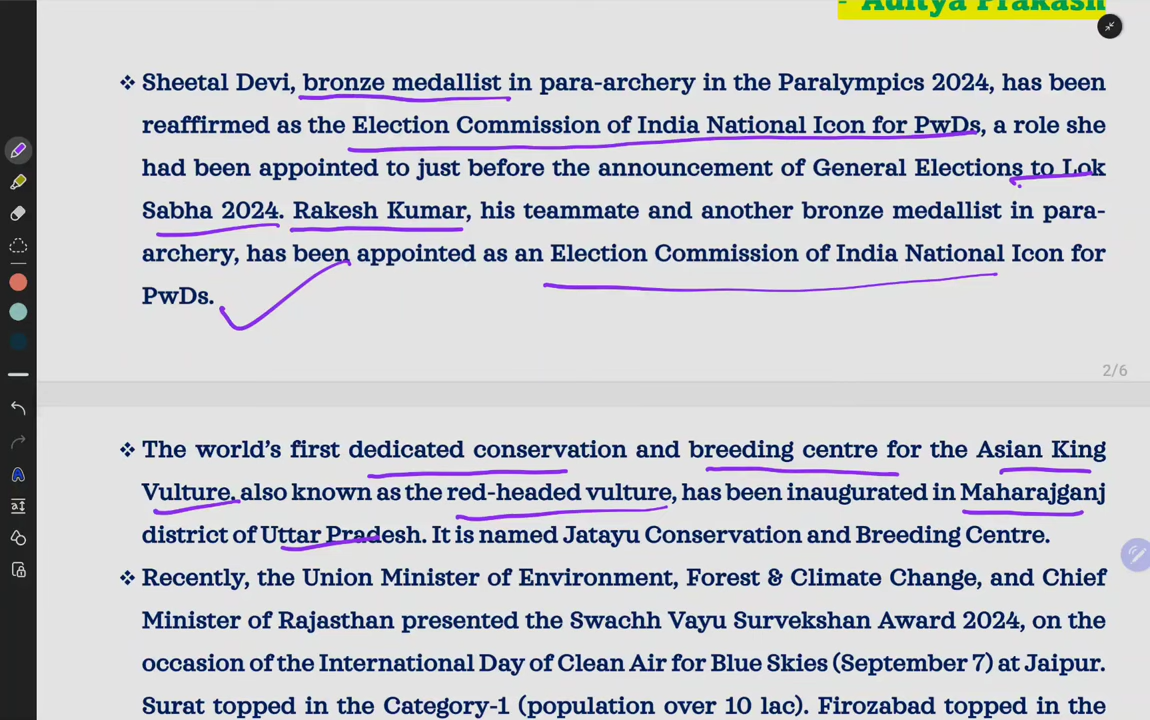 - Aditya Prakash
❖ Sheetal Devi, bronze medallist in para-archery in the Paralympics 2024, has been
reaffirmed as the Election Commission of India National Icon for PwDs, a role she
had been appointed to just before the announcement of General Elections to Lok
Sabha 2024. Rakesh Kumar, his teammate and another bronze medallist in para-
archery, has been appointed as an Election Commission of India National Icon for
PwDs.
2/6
❖ The world's first dedicated conservation and breeding centre for the Asian King
Vulture, also known as the red-headed vulture, has been inaugurated in Maharajganj
district of Uttar Pradesh. It is named Jatayu Conservation and Breeding Centre.
❖ Recently, the Union Minister of Environment, Forest & Climate Change, and Chief
Minister of Rajasthan presented the Swachh Vayu Survekshan Award 2024, on the
occasion of the International Day of Clean Air for Blue Skies (September 7) at Jaipur.
Surat topped in the Category-1 (population over 10 lac). Firozabad topped in the